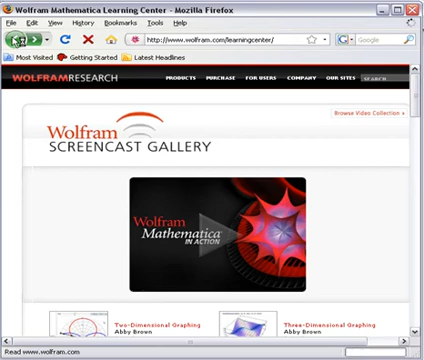 Wolfram Mathematica Learning Center - Mozilla Firefox
File Edit View History Bookmarks Tools Help
http://www.wolfram.com/learningcenter/
Google
Most Visited Getting Started Latest Headlines
WOLFRAMRESEARCH PRODUCTS PURCHASE FOR USERS COMPANY OUR SITES SEARCH
Browse Video Collection »
Wolfram
SCREENCAST GALLERY
Wolfram
Mathematica
IN ACTION
Two-Dimensional Graphing
Abby Brown
Three-Dimensional Graphing
Abby Brown
Read www.wolfram.com